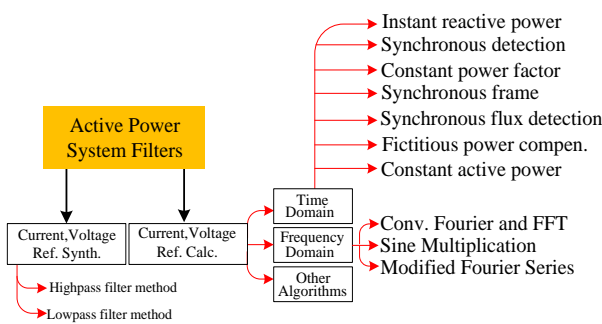 Instant reactive power
Synchronous detection
Constant power factor
Synchronous frame
Synchronous flux detection
Fictitious power compen.
Constant active power
Active Power
System Filters
Time
Domain
Current,Voltage
Ref. Synth.
Current,Voltage
Ref. Calc.
Frequency
Domain
Conv. Fourier and FFT
Sine Multiplication
Modified Fourier Series
Other
Algorithms
Highpass filter method
Lowpass filter method